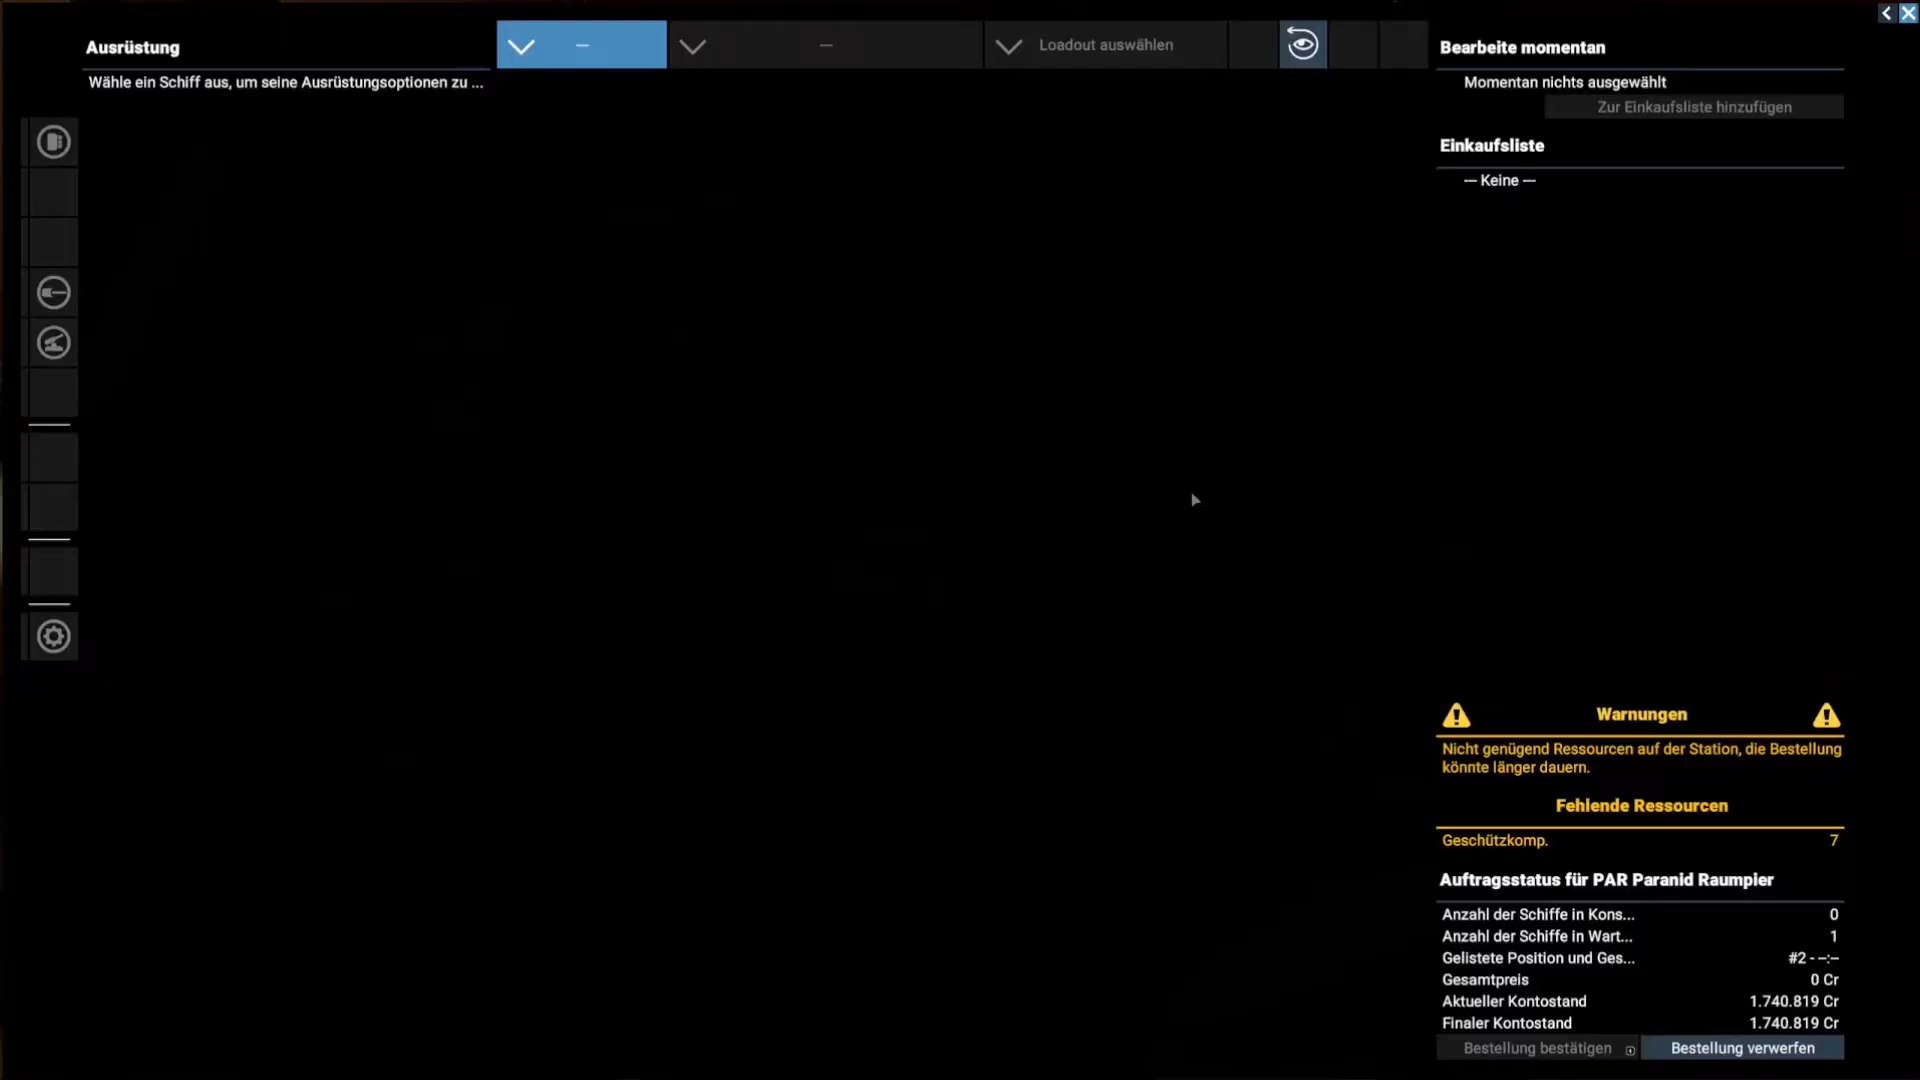 Ausrüstung
Wähle ein Schiff aus, um seine Ausrüstungsoptionen zu ...
—
—
Loadout auswählen
Bearbeite momentan
Momentan nichts ausgewählt
Zur Einkaufsliste hinzufügen
Einkaufsliste
— Keine —
Warnungen
Nicht genügend Ressourcen auf der Station, die Bestellung
könnte länger dauern.
Fehlende Ressourcen
Geschützkomp. 7
Auftragsstatus für PAR Paranid Raumpier
Anzahl der Schiffe in Kons... 0
Anzahl der Schiffe in Wart... 1
Gelistete Position und Ges... #2 - --:--
Gesamtpreis 0 Cr
Aktueller Kontostand 1.740.819 Cr
Finaler Kontostand 1.740.819 Cr
Bestellung bestätigen
Bestellung verwerfen